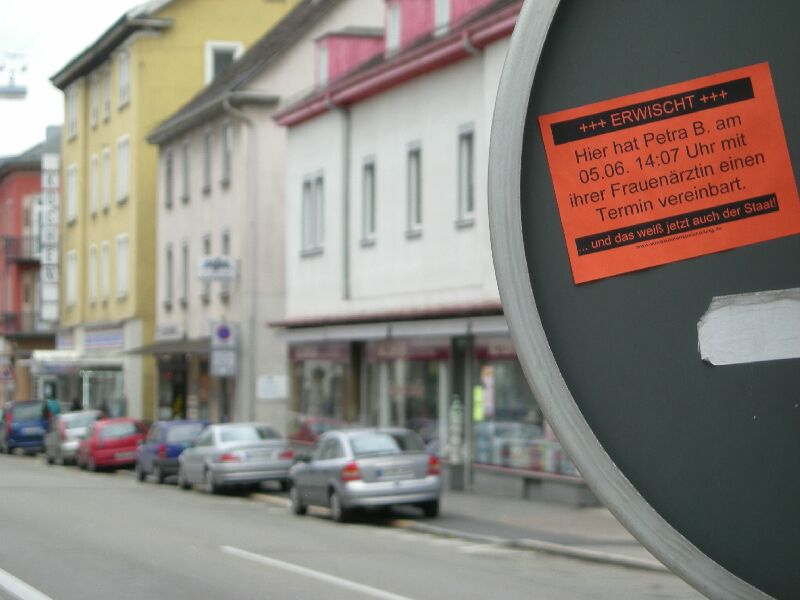 +++ ERWISCHT +++
Hier hat Petra B. am
05.06. 14:07 Uhr mit
ihrer Frauenärztin einen
Termin vereinbart.
... und das weiß jetzt auch der Staat!